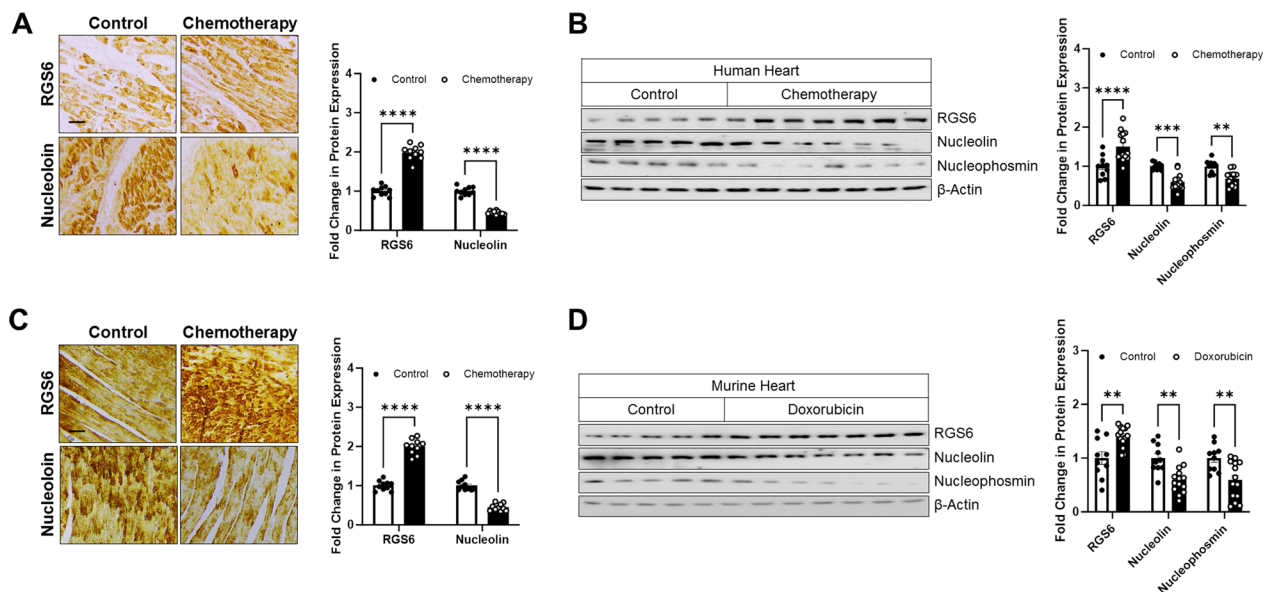 A
Control Chemotherapy
RGS6
Nucleoloin
Fold Change in Protein Expression
4
3
2
1
0
Control Chemotherapy
****
****
RGS6 Nucleolin
B
Human Heart
Control Chemotherapy
RGS6
Nucleolin
Nucleophosmin
β-Actin
Fold Change in Protein Expression
4
3
2
1
0
Control Chemotherapy
****
***
**
RGS6
Nucleolin
Nucleophosmin
C
Control Chemotherapy
RGS6
Nucleoloin
Fold Change in Protein Expression
4
3
2
1
0
Control Chemotherapy
****
****
RGS6 Nucleolin
D
Murine Heart
Control Doxorubicin
RGS6
Nucleolin
Nucleophosmin
β-Actin
Fold Change in Protein Expression
3
2
1
0
Control Doxorubicin
**
**
**
RGS6
Nucleolin
Nucleophosmin